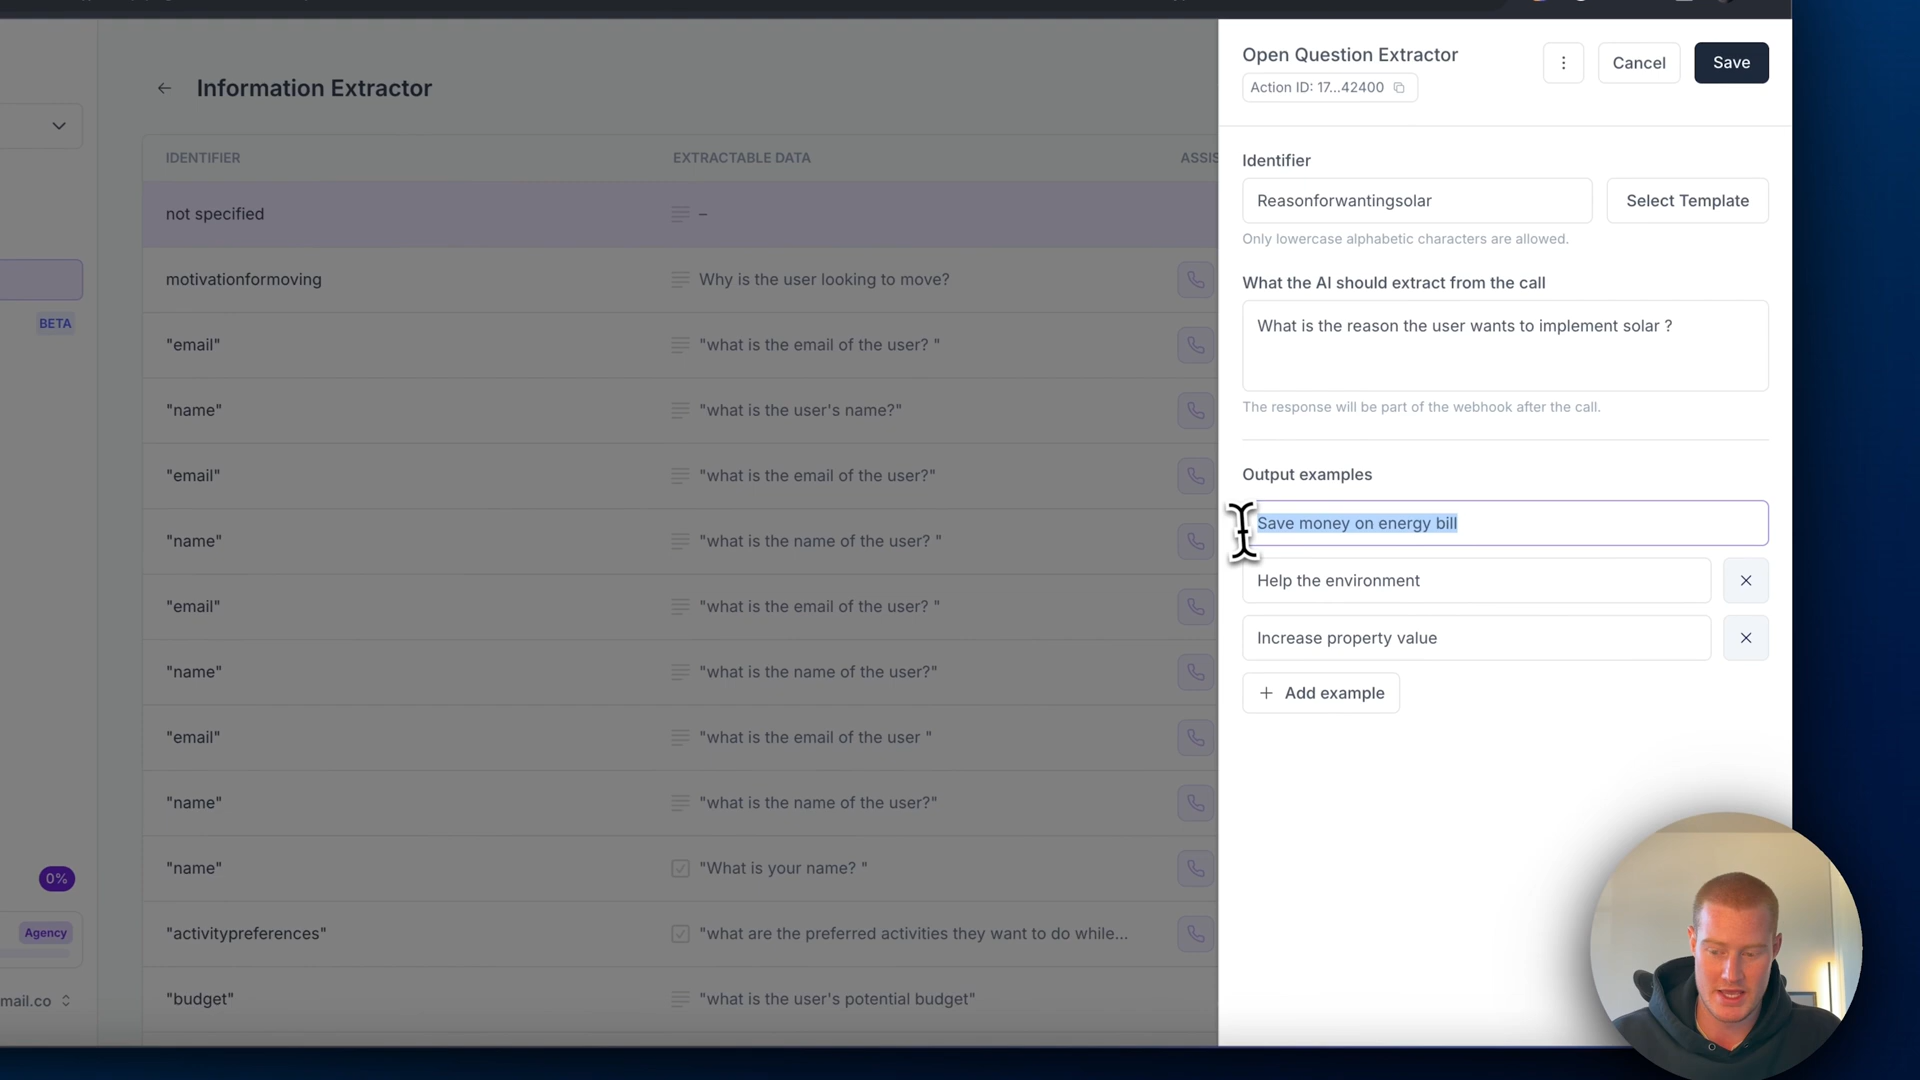 Information Extractor
IDENTIFIER
EXTRACTABLE DATA
ASSIS
not specified
–
motivationformoving
Why is the user looking to move?
"email"
"what is the email of the user? "
"name"
"what is the user's name?"
"email"
"what is the email of the user?"
"name"
"what is the name of the user? "
"email"
"what is the email of the user? "
"name"
"what is the name of the user?"
"email"
"what is the email of the user "
"name"
"what is the name of the user?"
"name"
"What is your name? "
"activitypreferences"
"what are the preferred activities they want to do while...
"budget"
"what is the user's potential budget"
BETA
0%
Agency
mail.co
Open Question Extractor
Action ID: 17...42400
Cancel
Save
Identifier
Reasonforwantingsolar
Select Template
Only lowercase alphabetic characters are allowed.
What the AI should extract from the call
What is the reason the user wants to implement solar ?
The response will be part of the webhook after the call.
Output examples
Save money on energy bill
Help the environment
Increase property value
+ Add example